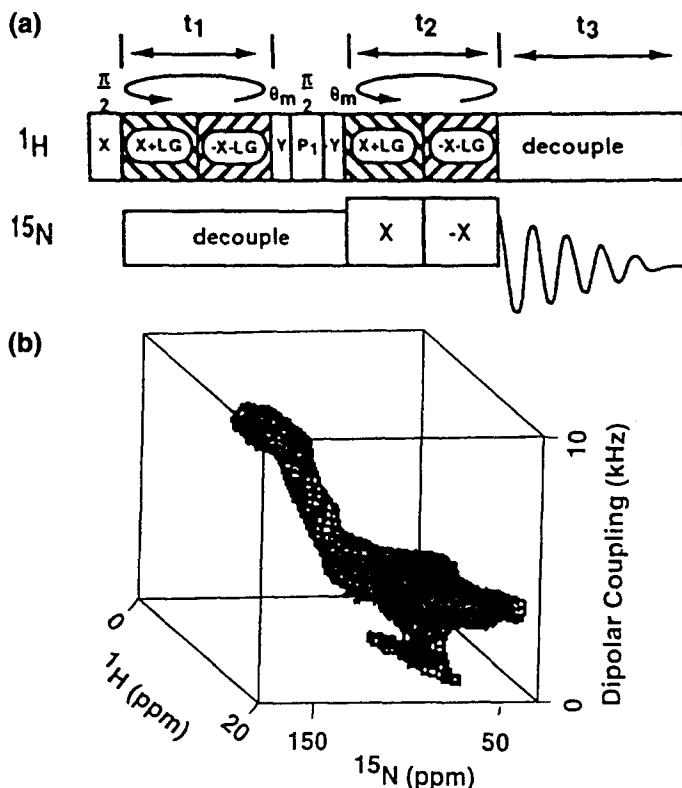 (a)
t1 t2 t3
π/2 θm π/2 θm
1H X X+LG -X-LG Y P1 Y X+LG -X-LG decouple
15N decouple X -X
(b)
10
Dipolar Coupling (kHz)
0
0
1H (ppm)
20
150 50
15N (ppm)